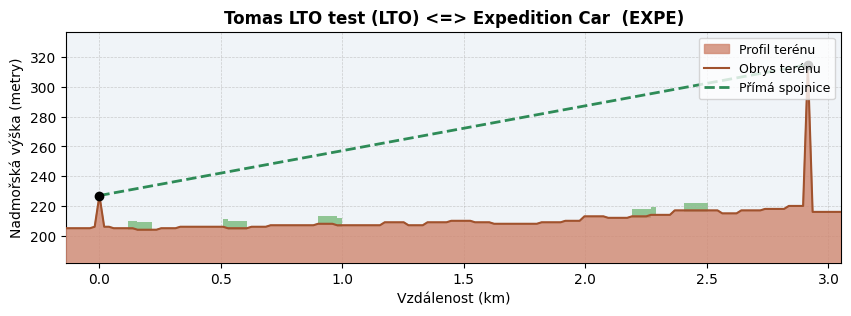 Tomas LTO test (LTO) <=> Expedition Car  (EXPE)
Nadmořská výška (metry)
320
300
280
260
240
220
200
Profil terénu
Obrys terénu
Přímá spojnice
0.0 0.5 1.0 1.5 2.0 2.5 3.0
Vzdálenost (km)